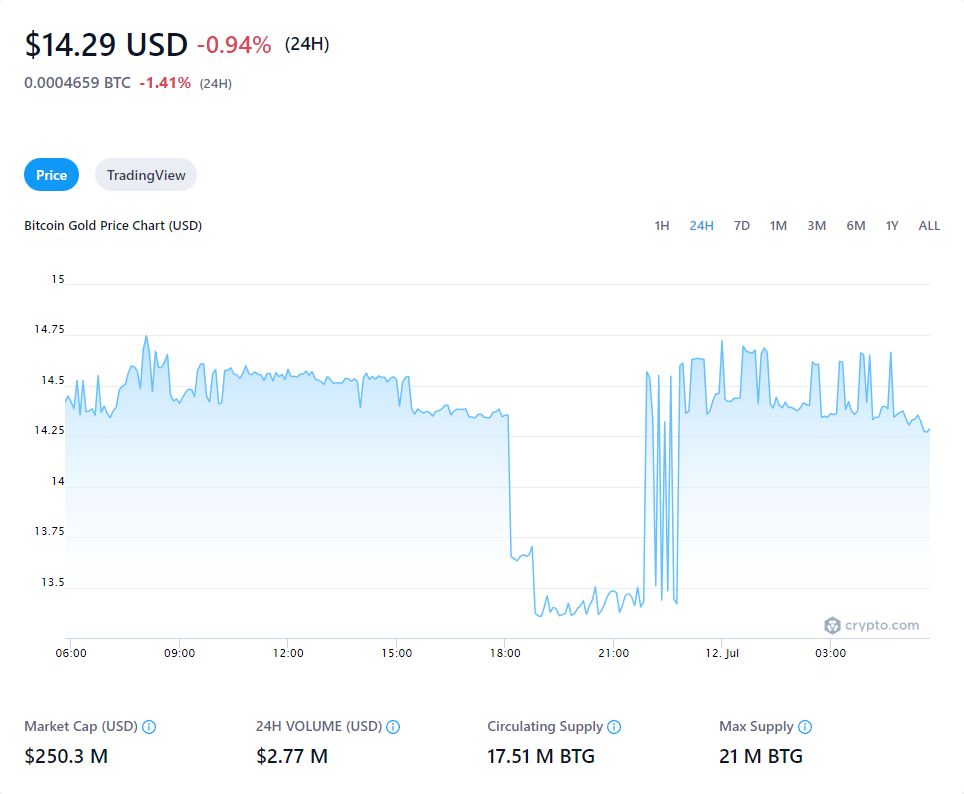 $14.29 USD -0.94% (24H)
0.0004659 BTC -1.41% (24H)
Price TradingView
Bitcoin Gold Price Chart (USD) 1H 24H 7D 1M 3M 6M 1Y ALL
15
14.75
14.5
14.25
14
13.75
13.5
crypto.com
06:00 09:00 12:00 15:00 18:00 21:00 12. Jul 03:00
Market Cap (USD) 24H VOLUME (USD) Circulating Supply Max Supply
$250.3 M $2.77 M 17.51 M BTG 21 M BTG